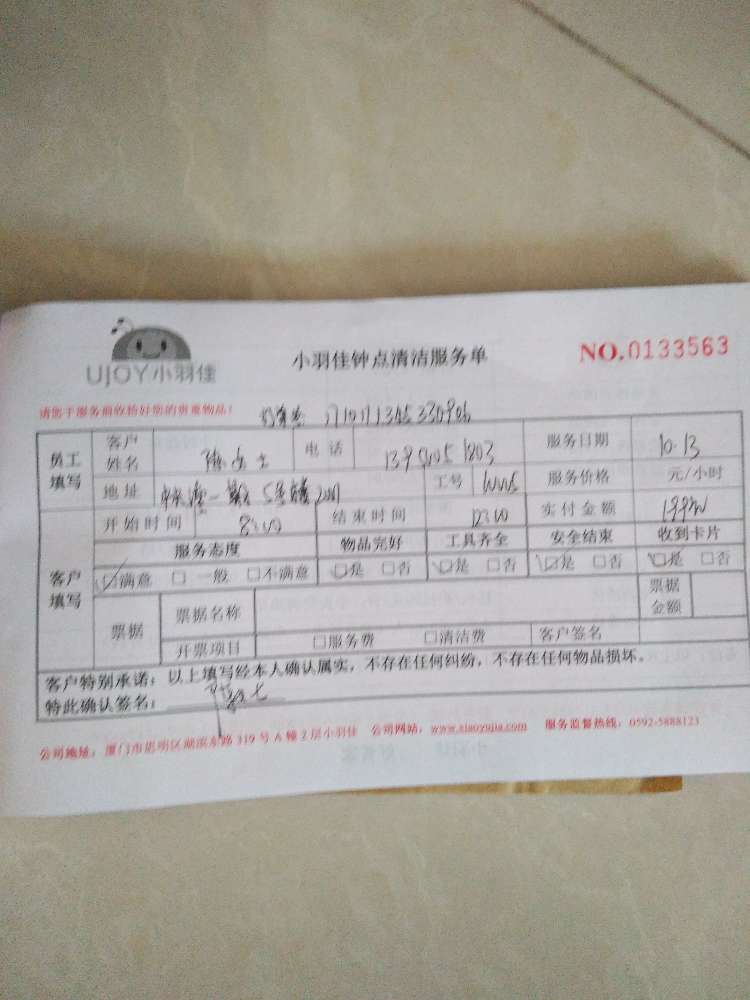 UJOY小羽佳
小羽佳钟点清洁服务单
NO.0133563
请您于服务前收拾好您的贵重物品!
员工填写 客户姓名 陈女士 电话 服务日期 10.13
地址 工号 服务价格 元/小时
客户填写 开始时间 8:00 结束时间 12:00 实付金额
服务态度 物品完好 工具齐全 安全结束 收到卡片
☑满意 □一般 □不满意 ☑是 □否 ☑是 □否 ☑是 □否 ☑是 □否
票据 票据名称 票据金额
开票项目 □服务费 □清洁费 客户签名
客户特别承诺：以上填写经本人确认属实，不存在任何纠纷，不存在任何物品损坏。
特此确认签名：
公司地址：厦门市思明区湖滨东路319号A幢2层小羽佳 公司网站：www.xiaoyujia.com 服务监督热线：0592-5888123